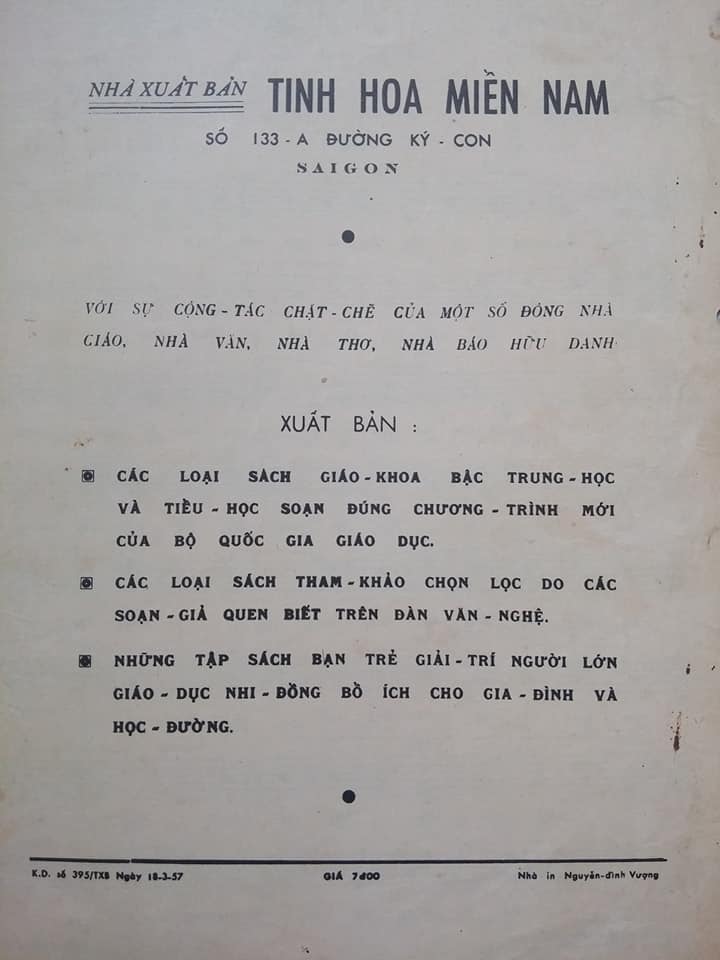 NHÀ XUẤT BẢN TINH HOA MIỀN NAM
SỐ 133 - A ĐƯỜNG KÝ - CON
SAIGON
VỚI SỰ CỘNG - TÁC CHẶT - CHẼ CỦA MỘT SỐ ĐÔNG NHÀ
GIÁO, NHÀ VĂN, NHÀ THƠ, NHÀ BÁO HỮU DANH
XUẤT BẢN :
CÁC LOẠI SÁCH GIÁO - KHOA BẬC TRUNG - HỌC
VÀ TIỂU - HỌC SOẠN ĐÚNG CHƯƠNG - TRÌNH MỚI
CỦA BỘ QUỐC GIA GIÁO DỤC.
CÁC LOẠI SÁCH THAM - KHẢO CHỌN LỌC DO CÁC
SOẠN - GIẢ QUEN BIẾT TRÊN ĐÀN VĂN - NGHỆ.
NHỮNG TẬP SÁCH BẠN TRẺ GIẢI - TRÍ NGƯỜI LỚN
GIÁO - DỤC NHI - ĐỒNG BỔ ÍCH CHO GIA - ĐÌNH VÀ
HỌC - ĐƯỜNG.
K.D. số 395/TXB Ngày 18-3-57 GIÁ 7đ00 Nhà in Nguyễn-đình Vượng